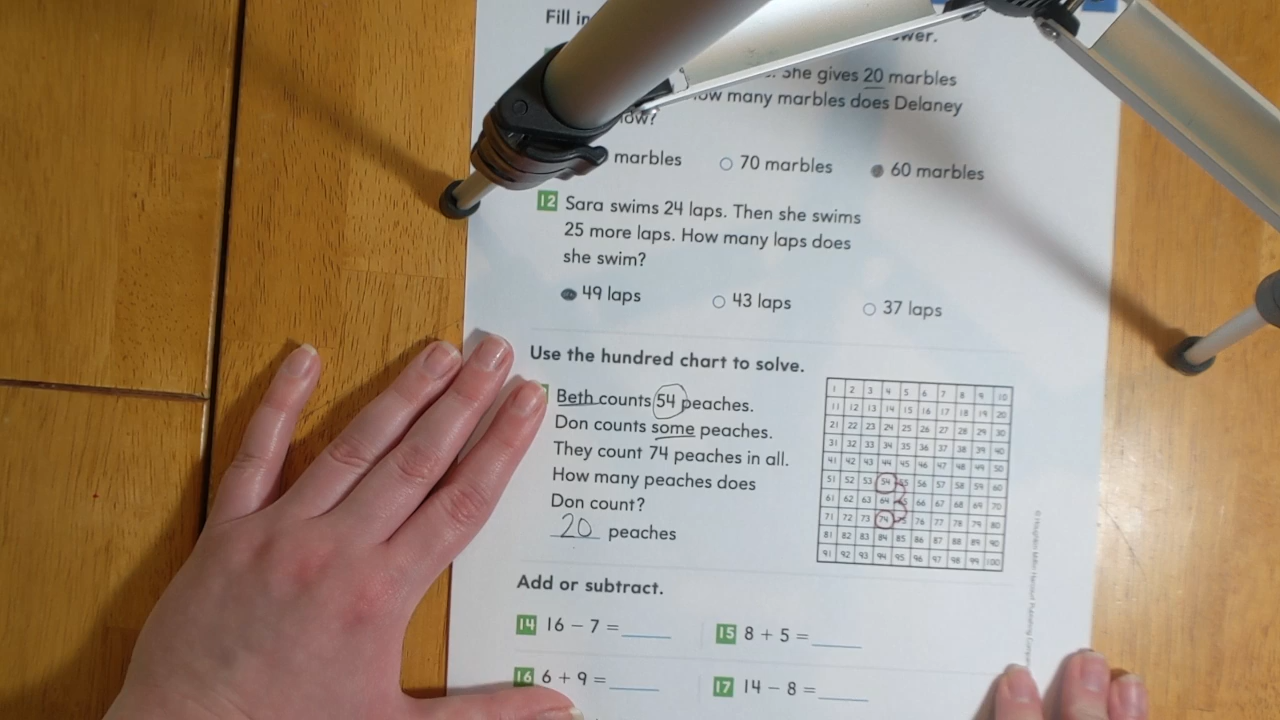 Fill in
She gives 20 marbles
how many marbles does Delaney
now?
marbles 70 marbles 60 marbles
12 Sara swims 24 laps. Then she swims
25 more laps. How many laps does
she swim?
49 laps 43 laps 37 laps
Use the hundred chart to solve.
Beth counts 54 peaches.
Don counts some peaches.
They count 74 peaches in all.
How many peaches does
Don count?
20 peaches
1 2 3 4 5 6 7 8 9 10
11 12 13 14 15 16 17 18 19 20
21 22 23 24 25 26 27 28 29 30
31 32 33 34 35 36 37 38 39 40
41 42 43 44 45 46 47 48 49 50
51 52 53 54 55 56 57 58 59 60
61 62 63 64 65 66 67 68 69 70
71 72 73 74 75 76 77 78 79 80
81 82 83 84 85 86 87 88 89 90
91 92 93 94 95 96 97 98 99 100
© Houghton Mifflin Harcourt Publishing Company
Add or subtract.
14 16 − 7 = 15 8 + 5 =
16 6 + 9 = 17 14 − 8 =